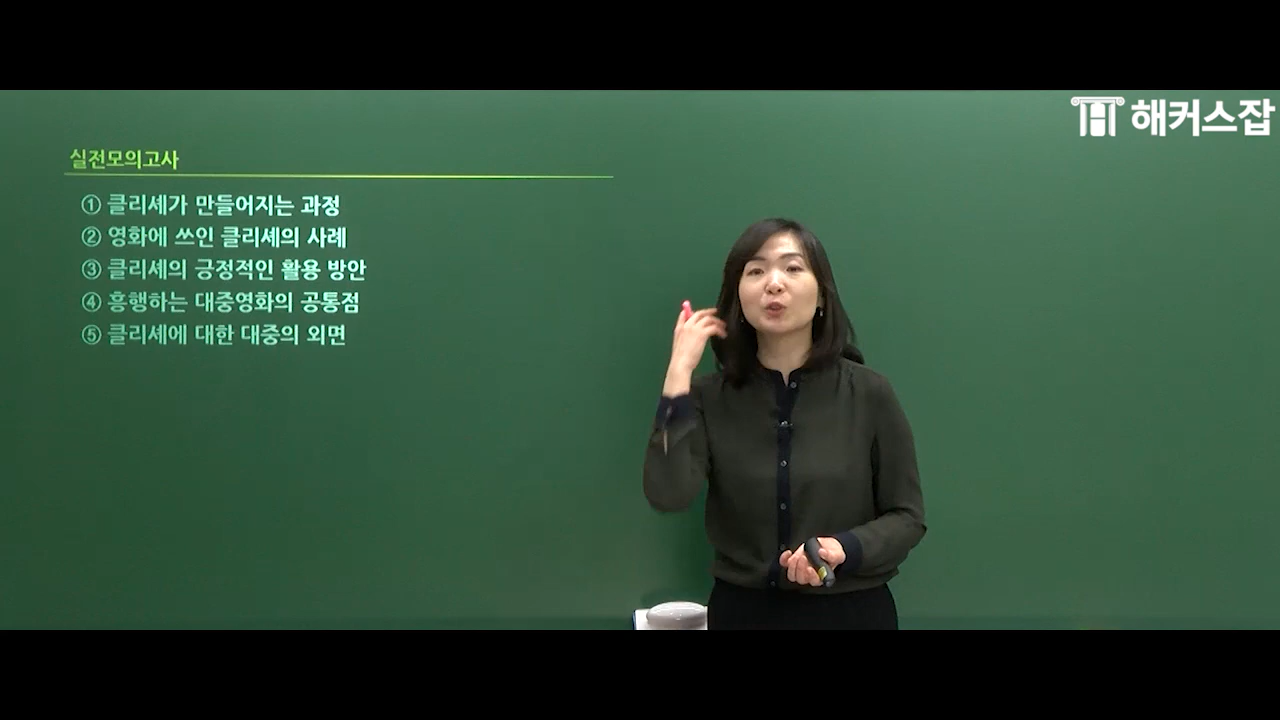 해커스잡
실전모의고사
① 클리셰가 만들어지는 과정
② 영화에 쓰인 클리셰의 사례
③ 클리셰의 긍정적인 활용 방안
④ 흥행하는 대중영화의 공통점
⑤ 클리셰에 대한 대중의 외면